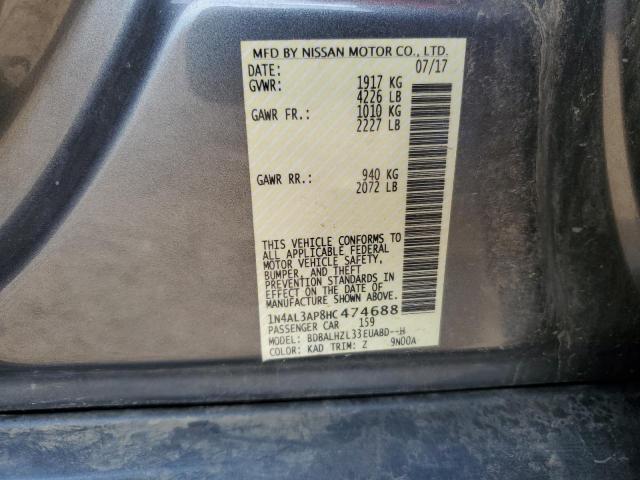 MFD BY NISSAN MOTOR CO., LTD.
DATE: 07/17
GVWR: 1917 KG
4226 LB
GAWR FR.: 1010 KG
2227 LB
GAWR RR.: 940 KG
2072 LB
THIS VEHICLE CONFORMS TO
ALL APPLICABLE FEDERAL
MOTOR VEHICLE SAFETY,
BUMPER, AND THEFT
PREVENTION STANDARDS IN
EFFECT ON THE DATE OF
MANUFACTURE SHOWN ABOVE.
1N4AL3AP8HC474688
PASSENGER CAR 159
MODEL: BDBALHZL33EUABD--H
COLOR: KAD TRIM: Z 9N00A